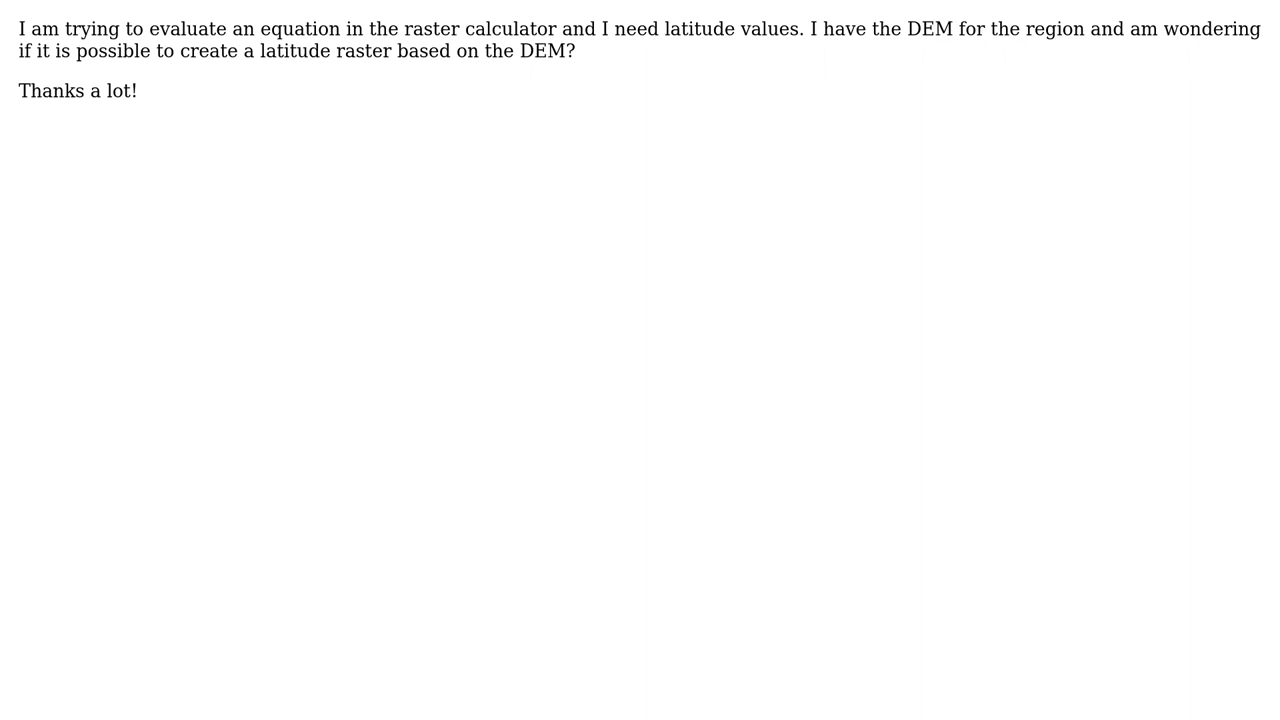 I am trying to evaluate an equation in the raster calculator and I need latitude values. I have the DEM for the region and am wondering
if it is possible to create a latitude raster based on the DEM?
Thanks a lot!